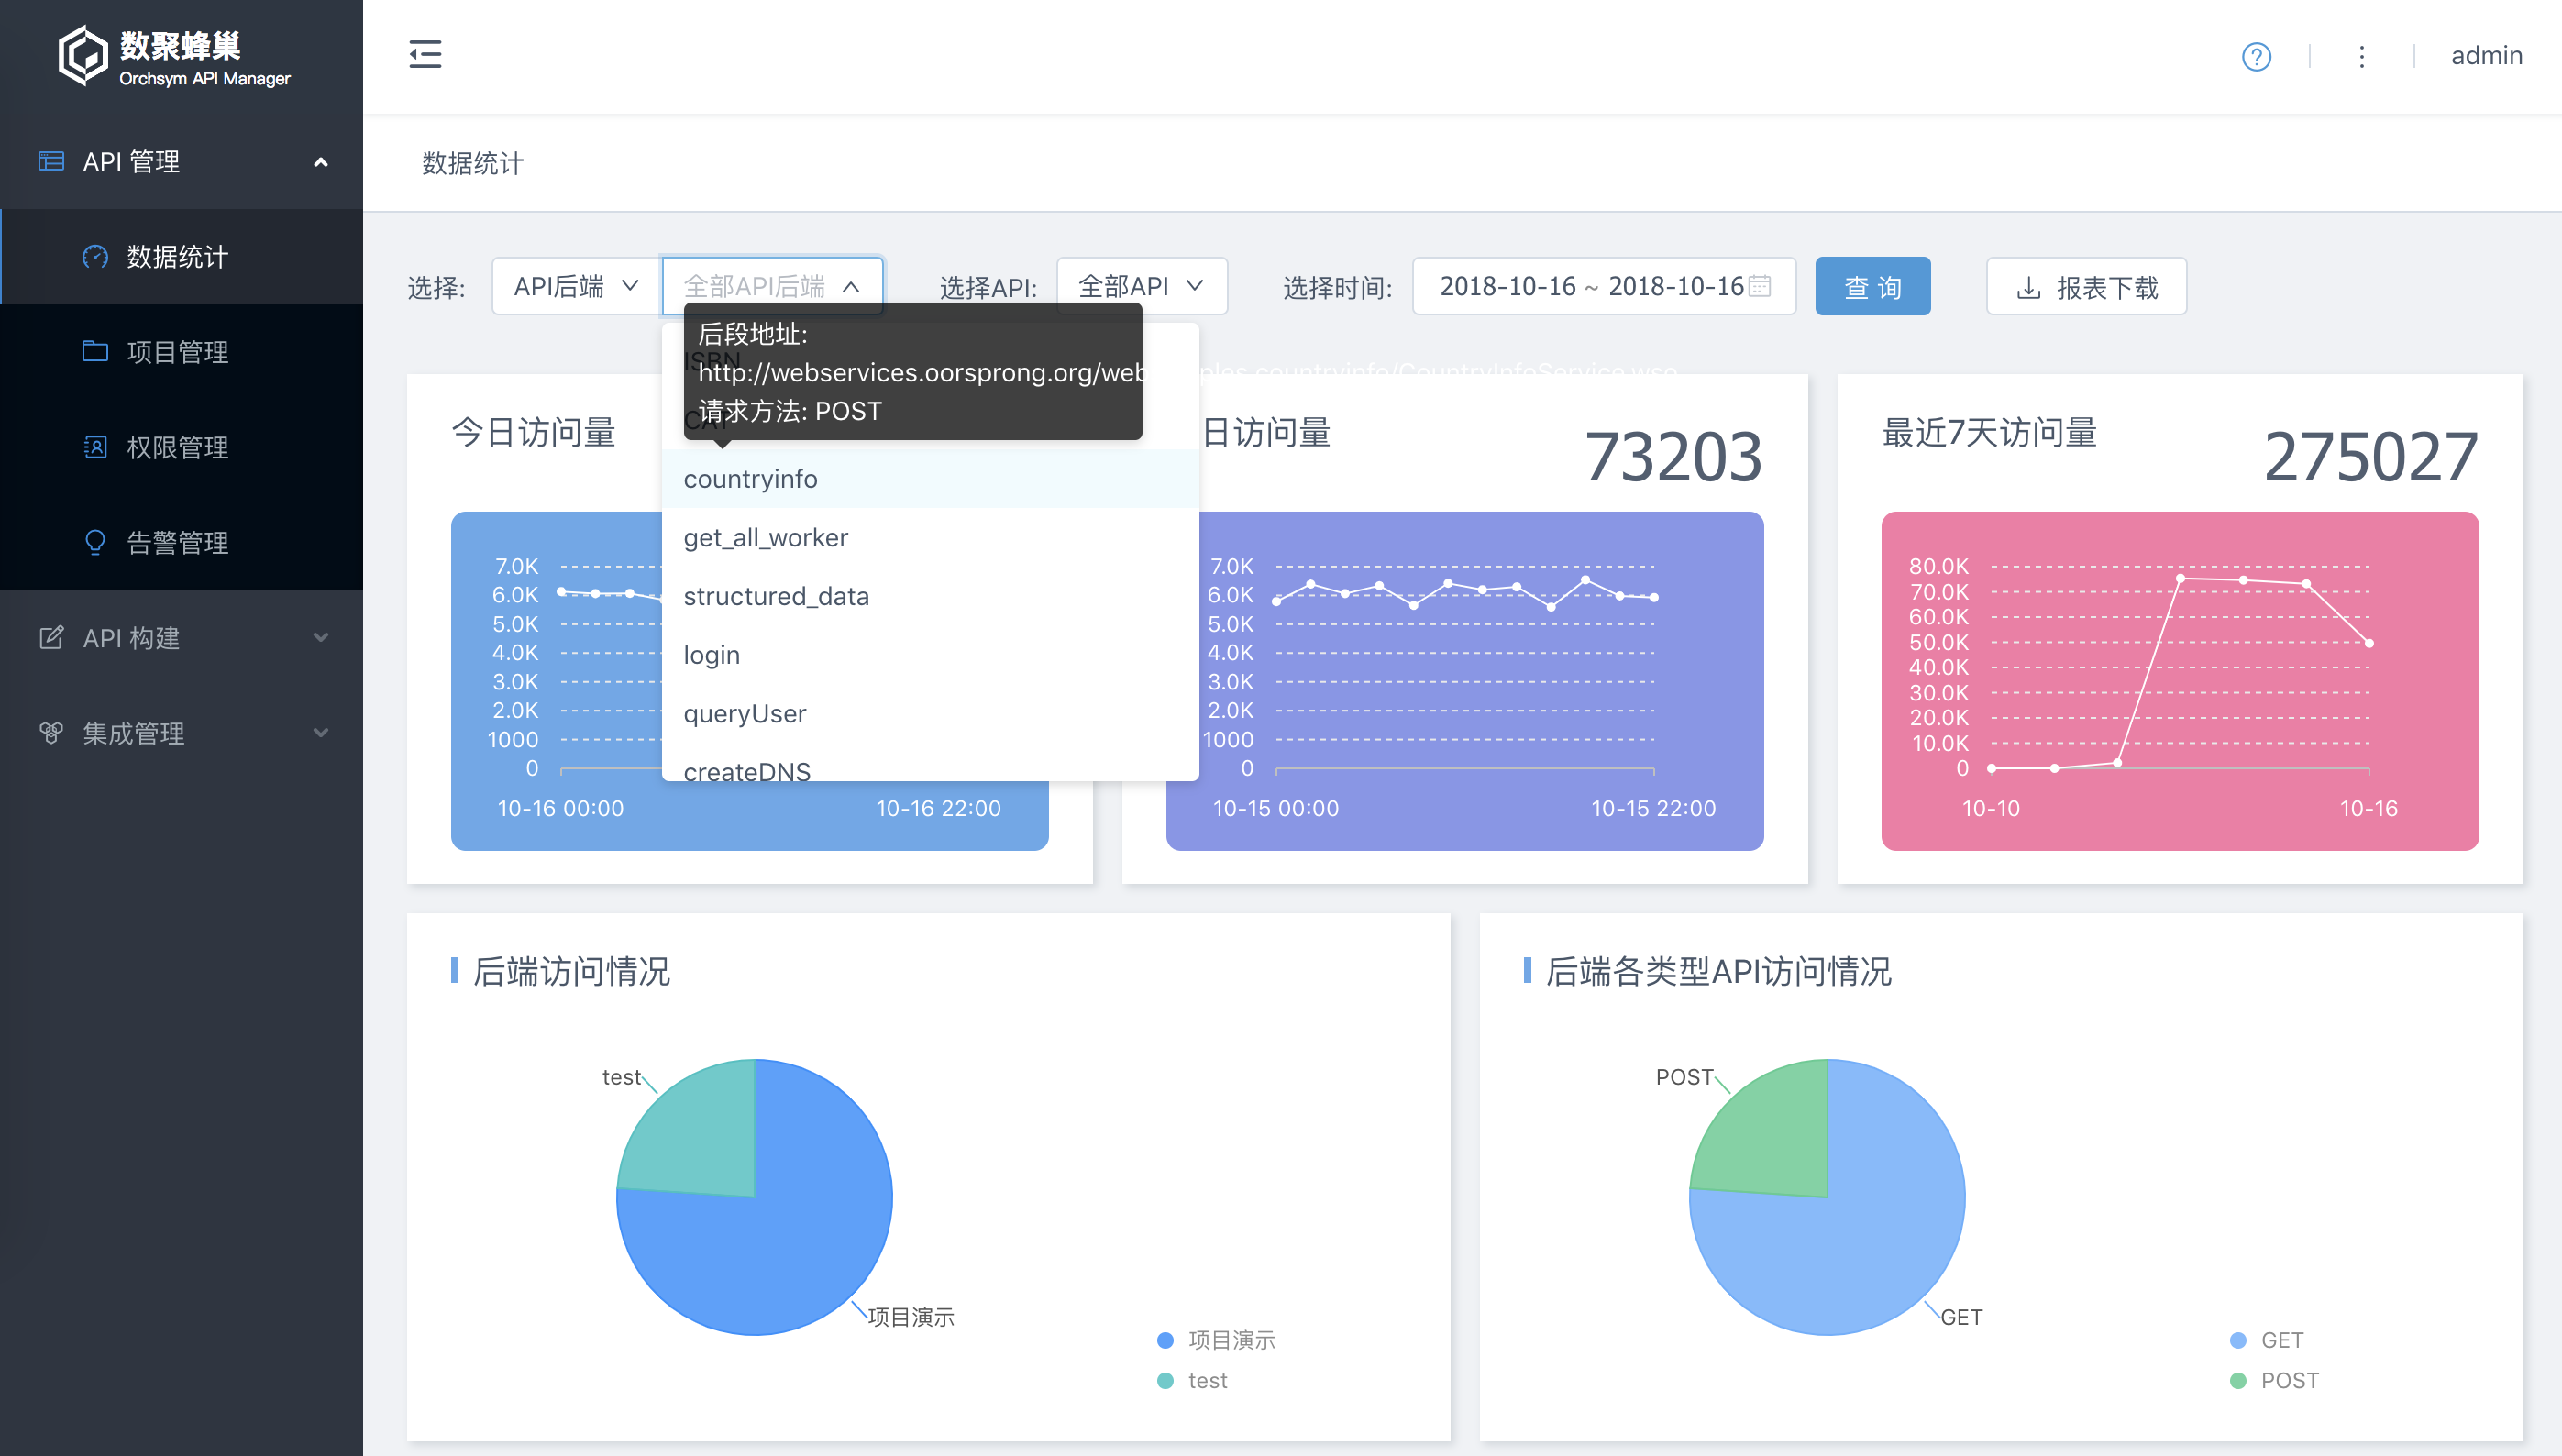 数聚蜂巢
Orchsym API Manager
admin
API 管理
数据统计
项目管理
权限管理
告警管理
API 构建
集成管理
数据统计
选择:
API后端
全部API后端
选择API:
全部API
选择时间:
2018-10-16 ~ 2018-10-16
查 询
报表下载
后段地址:
http://webservices.oorsprong.org/web
ples.countryinfo/CountryInfoService.wso
请求方法: POST
ISBN
countryinfo
get_all_worker
structured_data
login
queryUser
createDNS
今日访问量
7.0K
6.0K
5.0K
4.0K
3.0K
2.0K
1000
0
10-16 00:00
10-16 22:00
日访问量
73203
7.0K
6.0K
5.0K
4.0K
3.0K
2.0K
1000
0
10-15 00:00
10-15 22:00
最近7天访问量
275027
80.0K
70.0K
60.0K
50.0K
40.0K
30.0K
20.0K
10.0K
0
10-10
10-16
后端访问情况
test
项目演示
项目演示
test
后端各类型API访问情况
POST
GET
GET
POST